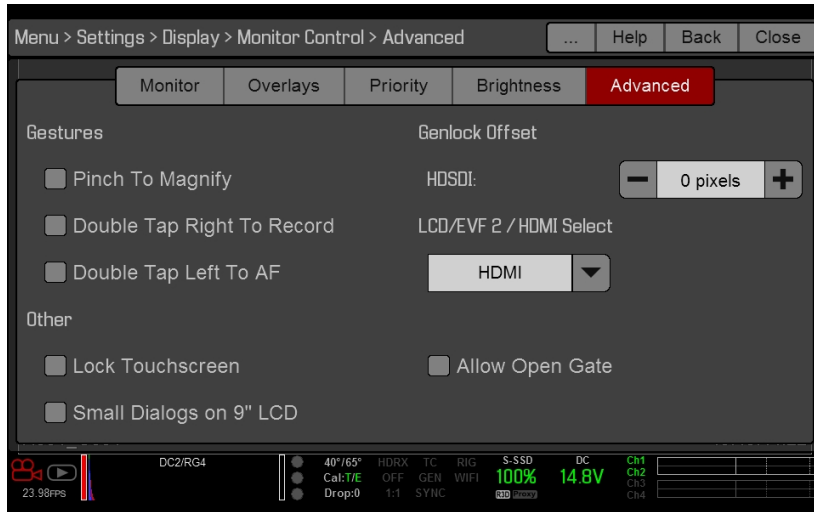 Menu > Settings > Display > Monitor Control > Advanced ... Help Back Close
Monitor Overlays Priority Brightness Advanced
Gestures
Genlock Offset
Pinch To Magnify
HDSDI: 0 pixels
Double Tap Right To Record
LCD/EVF 2 / HDMI Select
Double Tap Left To AF
HDMI
Other
Lock Touchscreen
Allow Open Gate
Small Dialogs on 9" LCD
DC2/RG4 40°/65° HDRX TC RIG S-SSD DC Ch1
Cal:T/E OFF GEN WIFI 100% 14.8V Ch2
23.98FPS Drop:0 1:1 SYNC R3D Proxy Ch3
Ch4